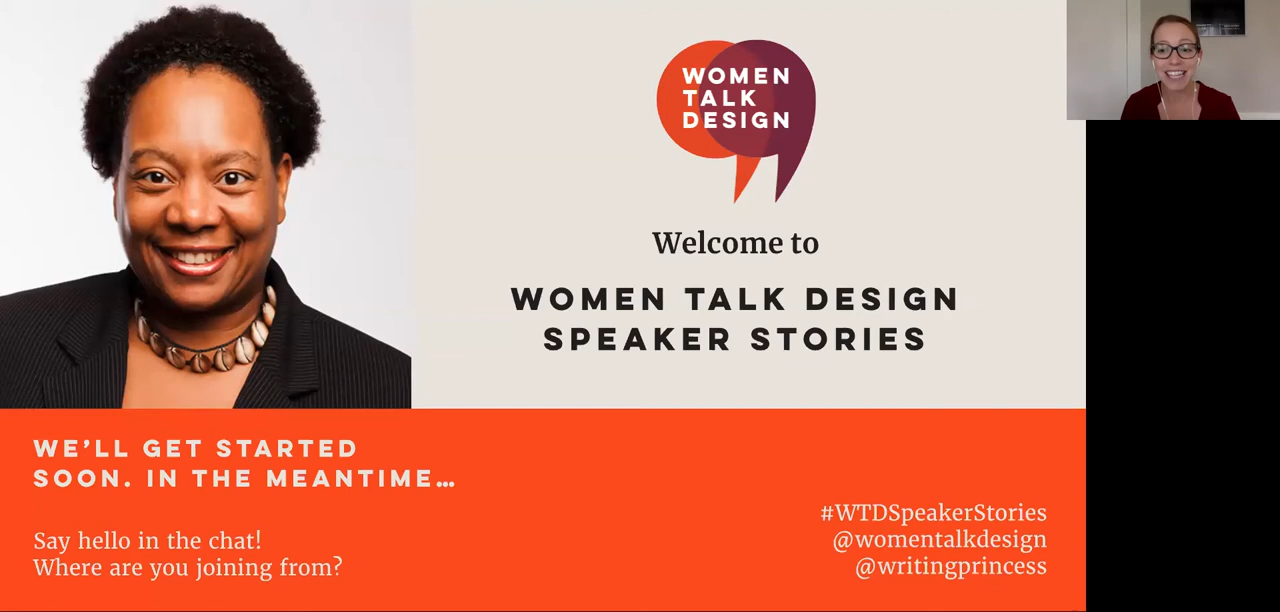 WOMEN
TALK
DESIGN
Welcome to
WOMEN TALK DESIGN
SPEAKER STORIES
WE’LL GET STARTED
SOON. IN THE MEANTIME…
Say hello in the chat!
Where are you joining from?
#WTDSpeakerStories
@womentalkdesign
@writingprincess